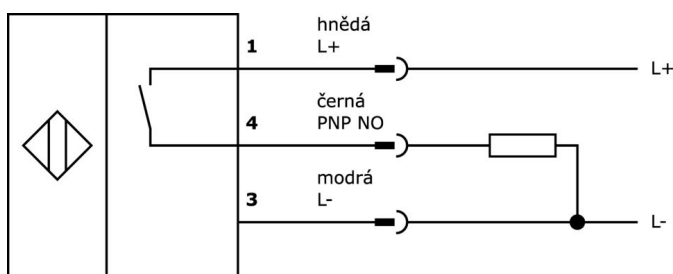 hnědá
1 L+
L+
černá
4 PNP NO
modrá
3 L-
L-